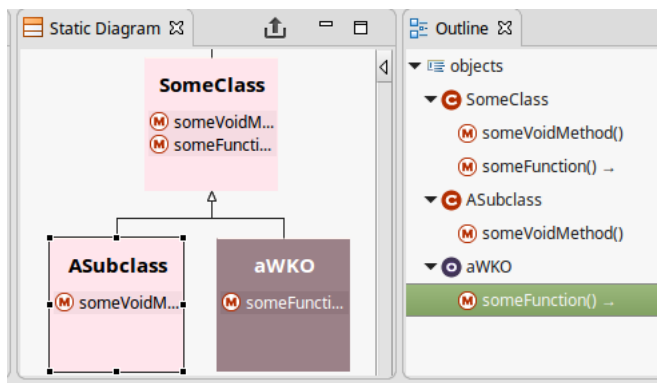 Static Diagram
SomeClass
M someVoidM...
M someFuncti...
ASubclass
M someVoidM...
aWKO
M someFuncti...
Outline
objects
C SomeClass
M someVoidMethod()
M someFunction() →
C ASubclass
M someVoidMethod()
O aWKO
M someFunction() →